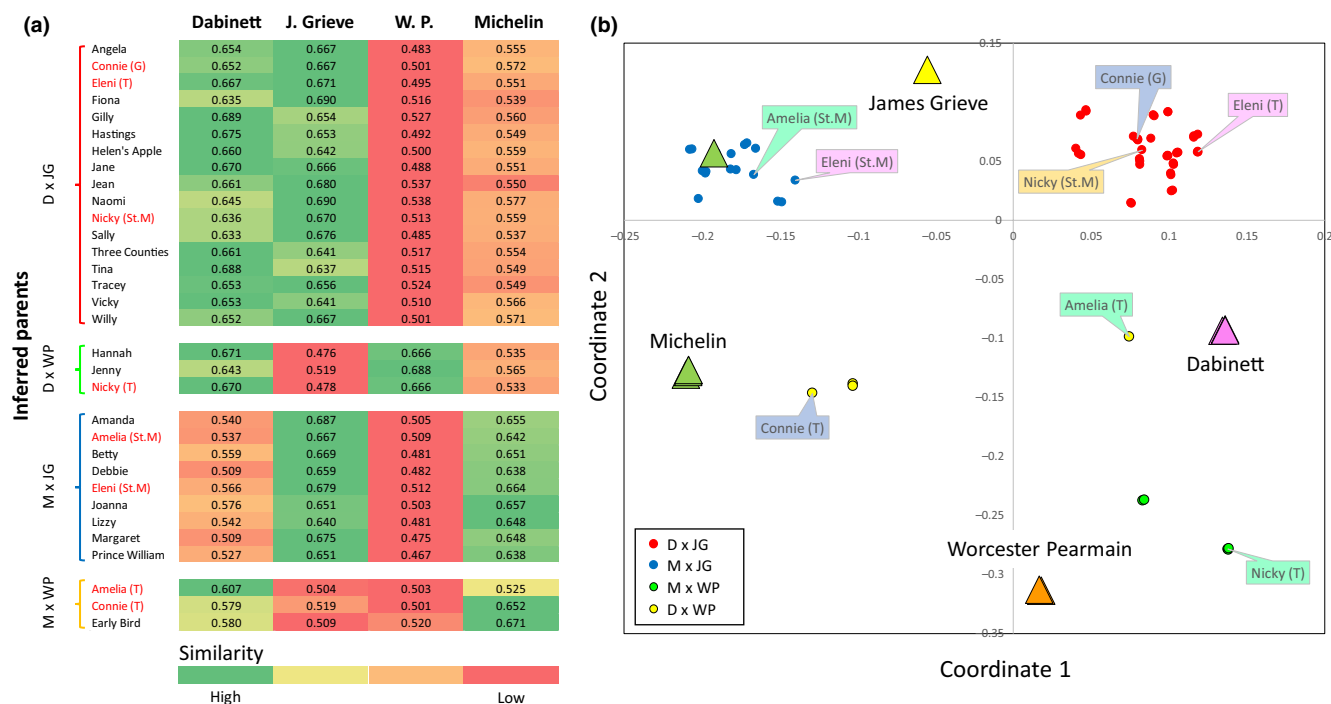 (a)
Dabinett J. Grieve W. P. Michelin
Inferred parents
D x JG
Angela 0.654 0.667 0.483 0.555
Connie (G) 0.652 0.667 0.501 0.572
Eleni (T) 0.667 0.671 0.495 0.551
Fiona 0.635 0.690 0.516 0.539
Gilly 0.689 0.654 0.527 0.560
Hastings 0.675 0.653 0.492 0.549
Helen's Apple 0.660 0.642 0.500 0.559
Jane 0.670 0.666 0.488 0.551
Jean 0.661 0.680 0.537 0.550
Naomi 0.645 0.690 0.538 0.577
Nicky (St.M) 0.636 0.670 0.513 0.559
Sally 0.633 0.676 0.485 0.537
Three Counties 0.661 0.641 0.517 0.554
Tina 0.688 0.637 0.515 0.549
Tracey 0.653 0.656 0.524 0.549
Vicky 0.653 0.641 0.510 0.566
Willy 0.652 0.667 0.501 0.571
D x WP
Hannah 0.671 0.476 0.666 0.535
Jenny 0.643 0.519 0.688 0.565
Nicky (T) 0.670 0.478 0.666 0.533
M x JG
Amanda 0.540 0.687 0.505 0.655
Amelia (St.M) 0.537 0.667 0.509 0.642
Betty 0.559 0.669 0.481 0.651
Debbie 0.509 0.659 0.482 0.638
Eleni (St.M) 0.566 0.679 0.512 0.664
Joanna 0.576 0.651 0.503 0.657
Lizzy 0.542 0.640 0.481 0.648
Margaret 0.509 0.675 0.475 0.648
Prince William 0.527 0.651 0.467 0.638
M x WP
Amelia (T) 0.607 0.504 0.503 0.525
Connie (T) 0.579 0.519 0.501 0.652
Early Bird 0.580 0.509 0.520 0.671
Similarity
High Low
(b)
0.15
James Grieve
Connie (G)
Eleni (T)
Amelia (St.M)
0.1
Eleni (St.M)
Nicky (St.M)
0.05
0
−0.25 −0.2 −0.15 −0.1 −0.05 0 0.05 0.1 0.15 0.2
Coordinate 2
−0.05
Amelia (T)
−0.1
Michelin
Dabinett
−0.15
Connie (T)
−0.2
−0.25
D x JG
M x JG
M x WP
D x WP
Worcester Pearmain
Nicky (T)
−0.3
−0.35
Coordinate 1